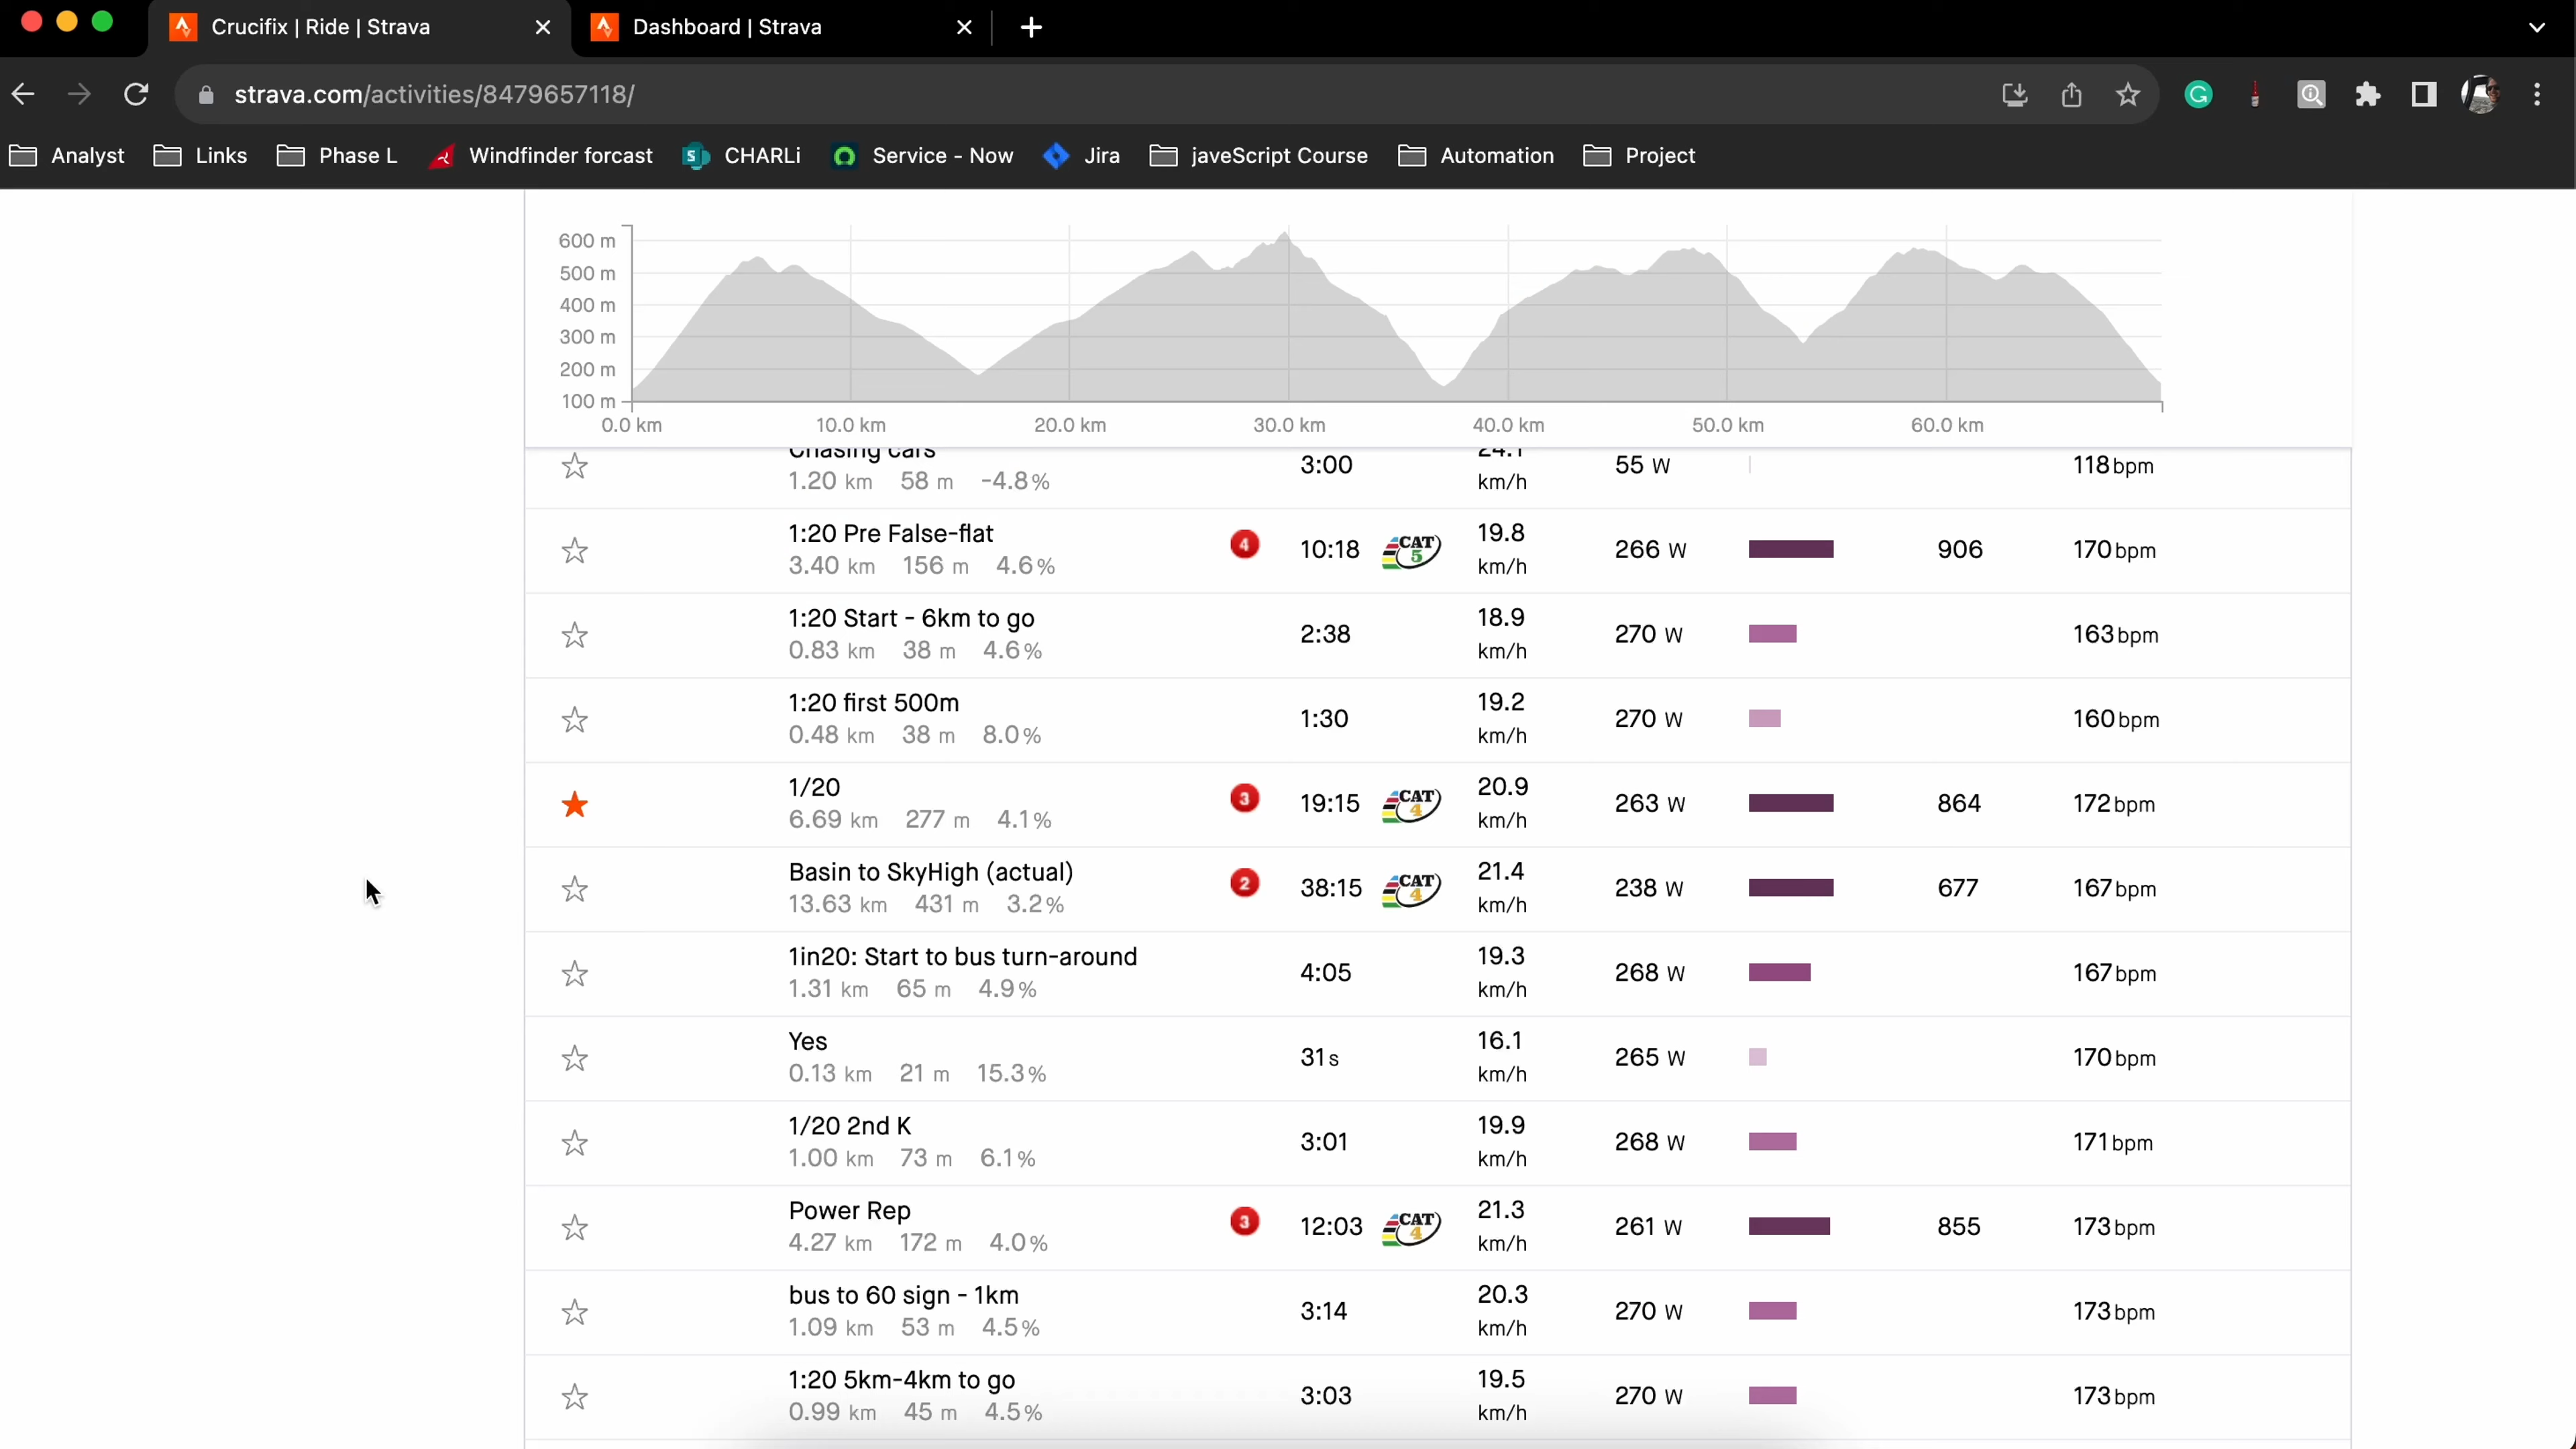 Crucifix | Ride | Strava
Dashboard | Strava
strava.com/activities/8479657118/
Analyst
Links
Phase L
Windfinder forcast
CHARLi
Service - Now
Jira
javeScript Course
Automation
Project
600 m
500 m
400 m
300 m
200 m
100 m
0.0 km 10.0 km 20.0 km 30.0 km 40.0 km 50.0 km 60.0 km
Chasing cars 3:00 24.1 55 W 118 bpm
1.20 km 58 m -4.8% km/h
1:20 Pre False-flat 4 10:18 CAT 5 19.8 266 W 906 170 bpm
3.40 km 156 m 4.6% km/h
1:20 Start - 6km to go 2:38 18.9 270 W 163 bpm
0.83 km 38 m 4.6% km/h
1:20 first 500m 1:30 19.2 270 W 160 bpm
0.48 km 38 m 8.0% km/h
1/20 3 19:15 CAT 4 20.9 263 W 864 172 bpm
6.69 km 277 m 4.1% km/h
Basin to SkyHigh (actual) 2 38:15 CAT 4 21.4 238 W 677 167 bpm
13.63 km 431 m 3.2% km/h
1in20: Start to bus turn-around 4:05 19.3 268 W 167 bpm
1.31 km 65 m 4.9% km/h
Yes 31s 16.1 265 W 170 bpm
0.13 km 21 m 15.3% km/h
1/20 2nd K 3:01 19.9 268 W 171 bpm
1.00 km 73 m 6.1% km/h
Power Rep 3 12:03 CAT 4 21.3 261 W 855 173 bpm
4.27 km 172 m 4.0% km/h
bus to 60 sign - 1km 3:14 20.3 270 W 173 bpm
1.09 km 53 m 4.5% km/h
1:20 5km-4km to go 3:03 19.5 270 W 173 bpm
0.99 km 45 m 4.5% km/h